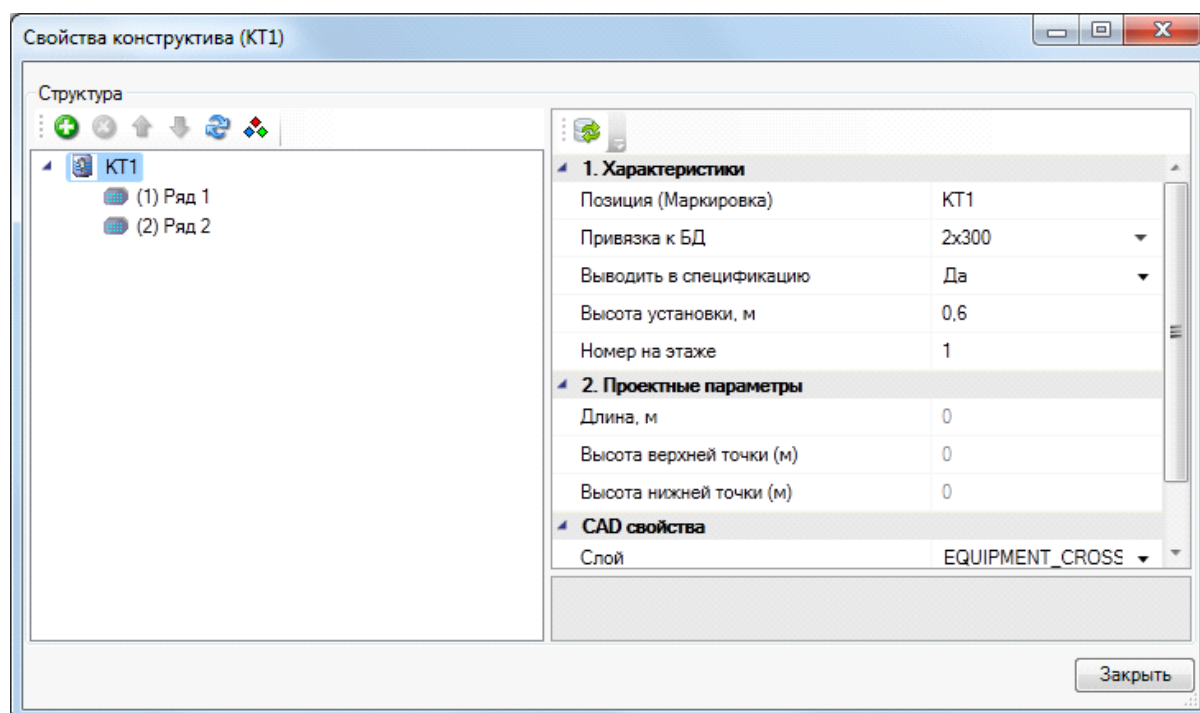 Свойства конструктива (КТ1)
Структура
КТ1
(1) Ряд 1
(2) Ряд 2
1. Характеристики
Позиция (Маркировка) КТ1
Привязка к БД 2x300
Выводить в спецификацию Да
Высота установки, м 0,6
Номер на этаже 1
2. Проектные параметры
Длина, м 0
Высота верхней точки (м) 0
Высота нижней точки (м) 0
CAD свойства
Слой EQUIPMENT_CROSS
Закрыть